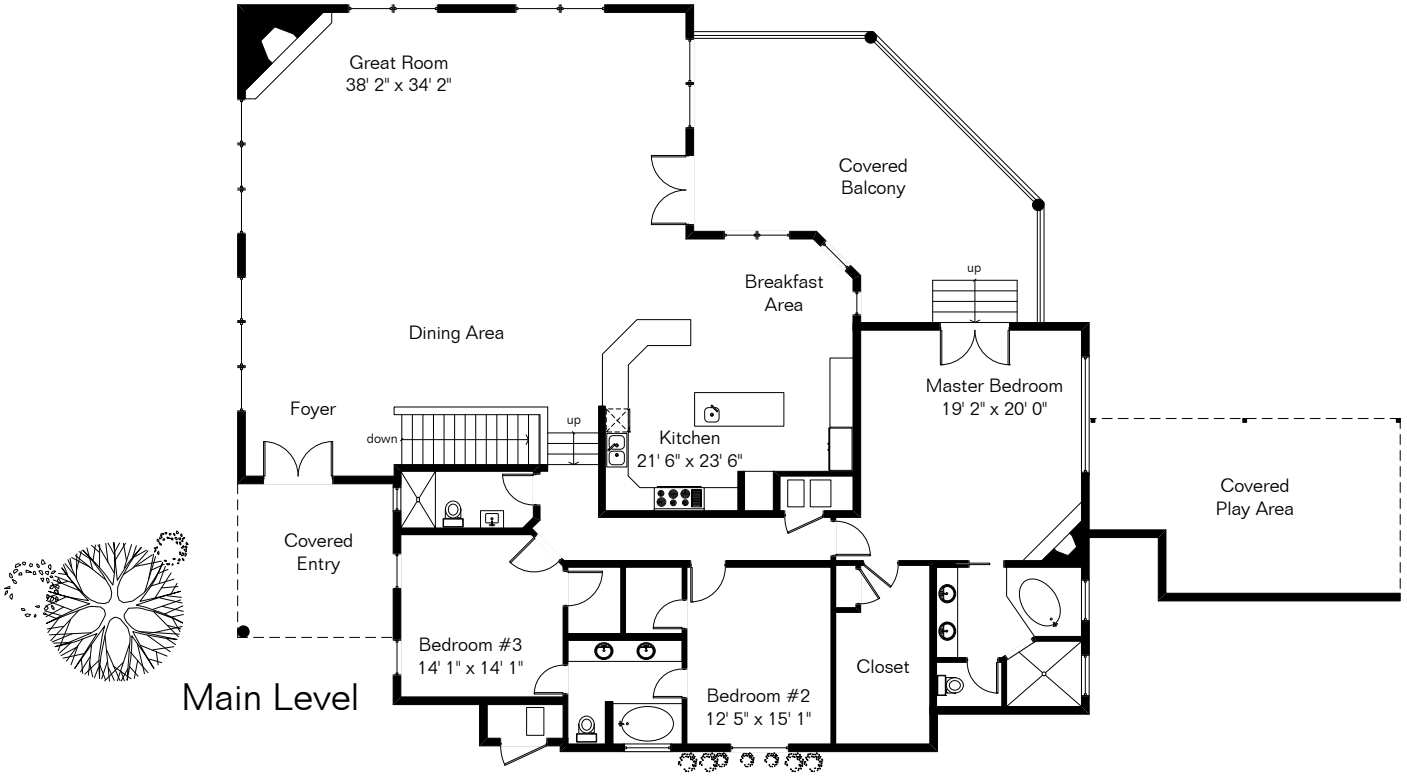 Great Room
38' 2" x 34' 2"
Covered
Balcony
up
Breakfast
Area
Dining Area
Master Bedroom
19' 2" x 20' 0"
Foyer
down
up
Kitchen
21' 6" x 23' 6"
Covered
Play Area
Covered
Entry
Bedroom #3
14' 1" x 14' 1"
Closet
Main Level
Bedroom #2
12' 5" x 15' 1"